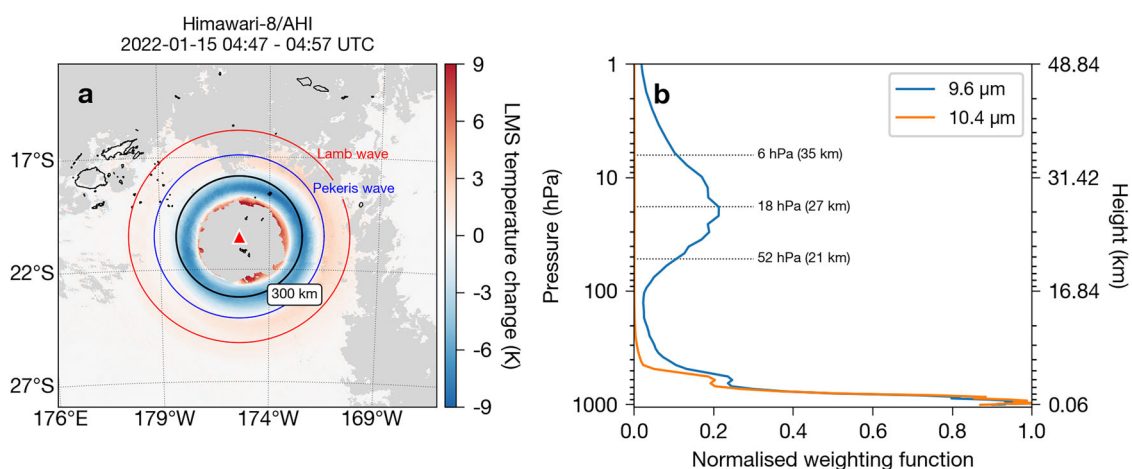 Himawari-8/AHI
2022-01-15 04:47 - 04:57 UTC
a
Lamb wave
Pekeris wave
300 km
17°S
22°S
27°S
176°E
179°W
174°W
169°W
9
6
3
0
-3
-6
-9
LMS temperature change (K)
b
9.6 µm
10.4 µm
6 hPa (35 km)
18 hPa (27 km)
52 hPa (21 km)
1
10
100
1000
Pressure (hPa)
48.84
31.42
16.84
0.06
Height (km)
0.0
0.2
0.4
0.6
0.8
1.0
Normalised weighting function